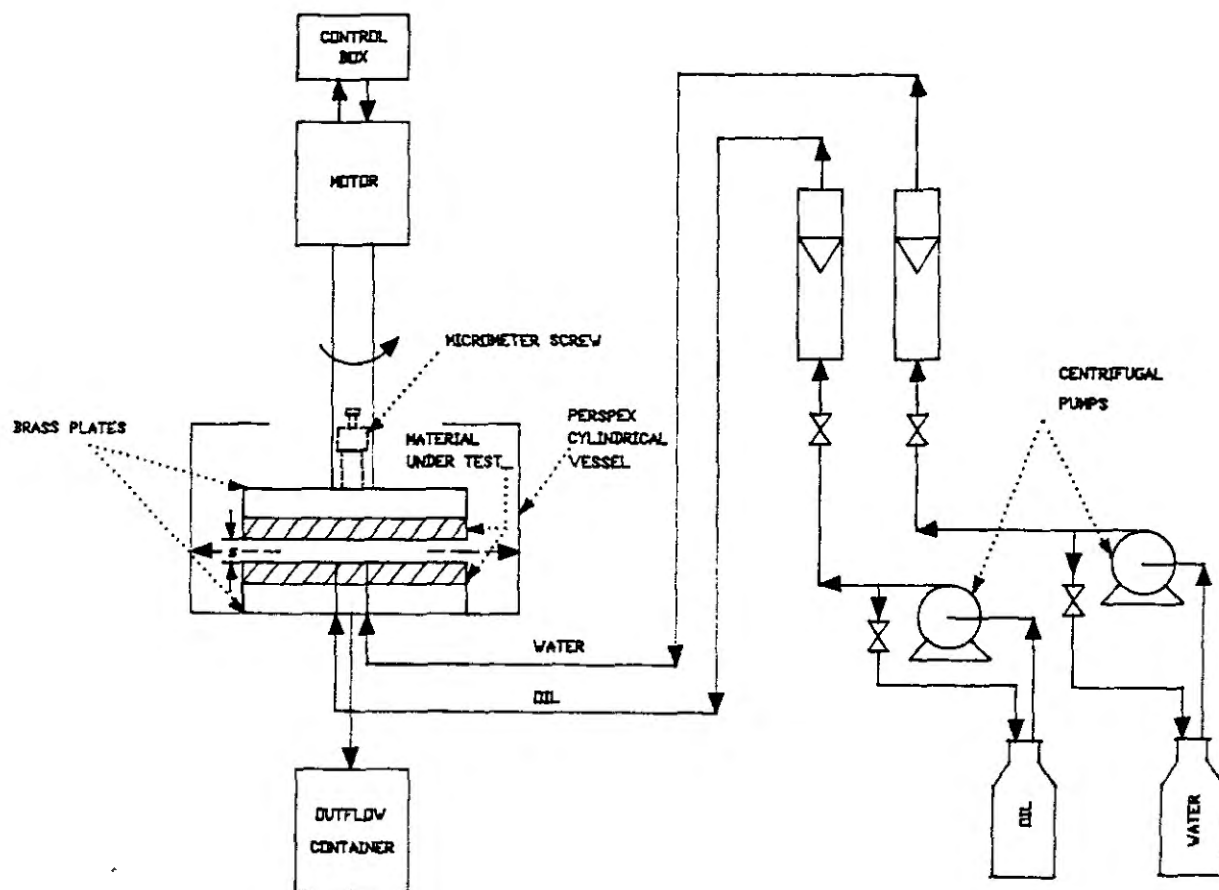 CONTROL
BOX
MOTOR
MICROMETER SCREW
BRASS PLATES
MATERIAL
UNDER TEST
PERSPEX
CYLINDRICAL
VESSEL
CENTRIFUGAL
PUMPS
s
WATER
OIL
OUTFLOW
CONTAINER
OIL
WATER